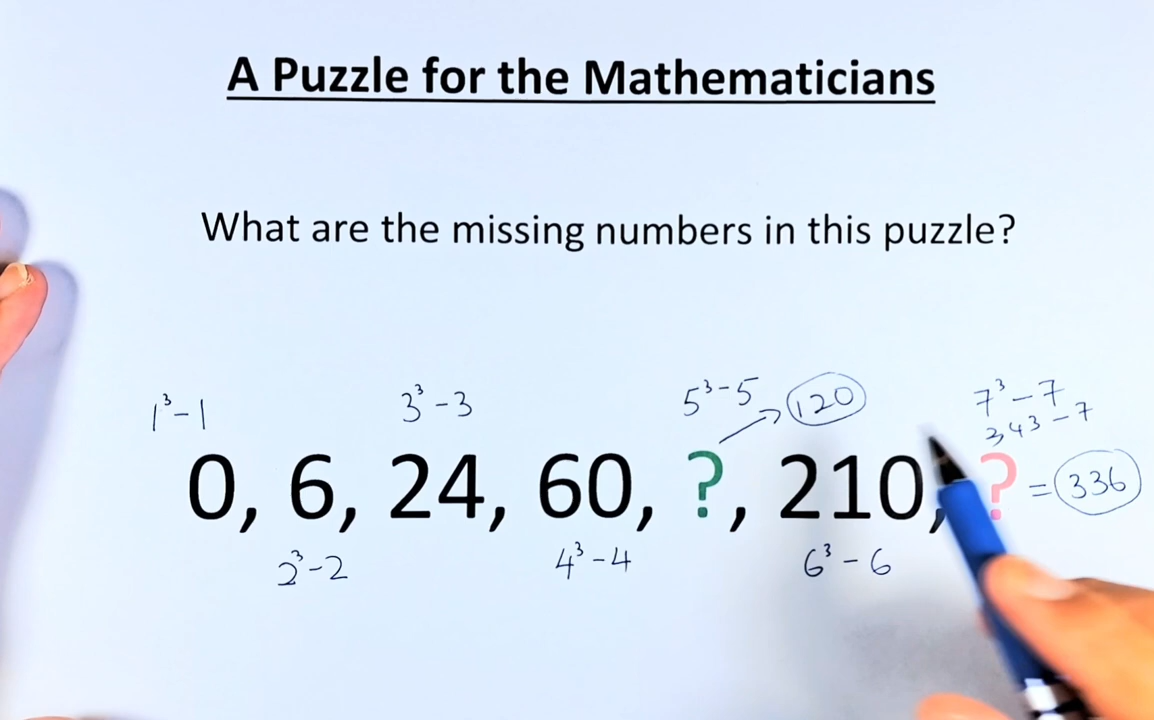 A Puzzle for the Mathematicians
What are the missing numbers in this puzzle?
1³-1 3³-3 5³-5 120 7³-7
343-7
0, 6, 24, 60, ?, 210, ? = 336
2³-2 4³-4 6³-6